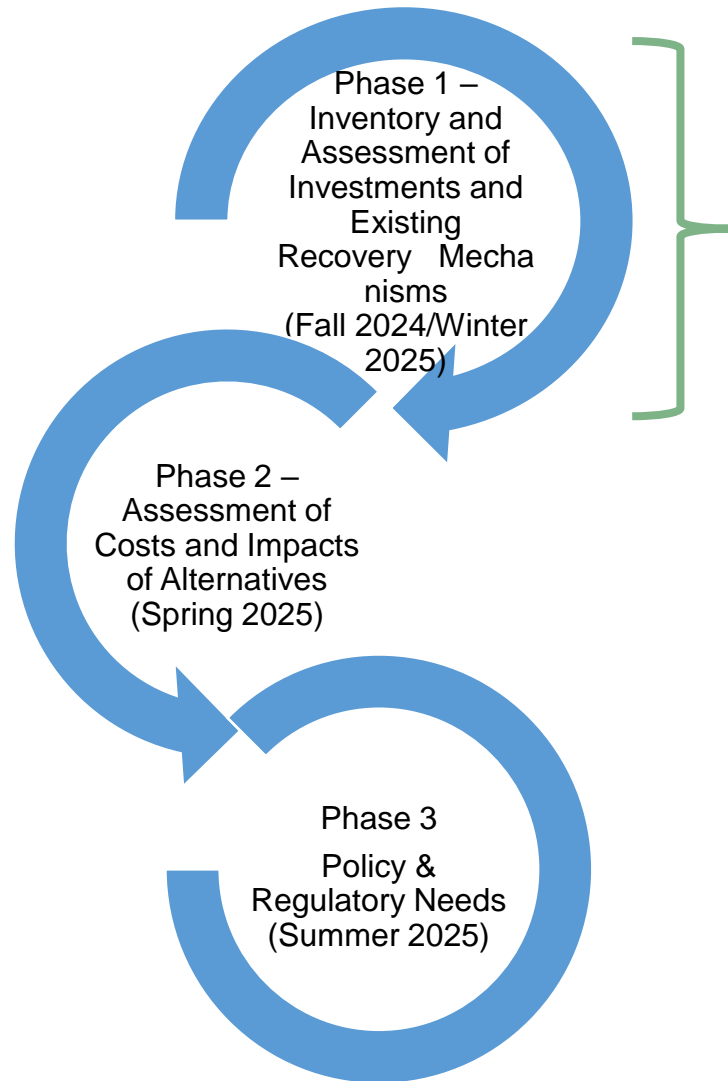 Phase 1 –
Inventory and
Assessment of
Investments and
Existing
Recovery Mecha
nisms
(Fall 2024/Winter
2025)
Phase 2 –
Assessment of
Costs and Impacts
of Alternatives
(Spring 2025)
Phase 3
Policy &
Regulatory Needs
(Summer 2025)